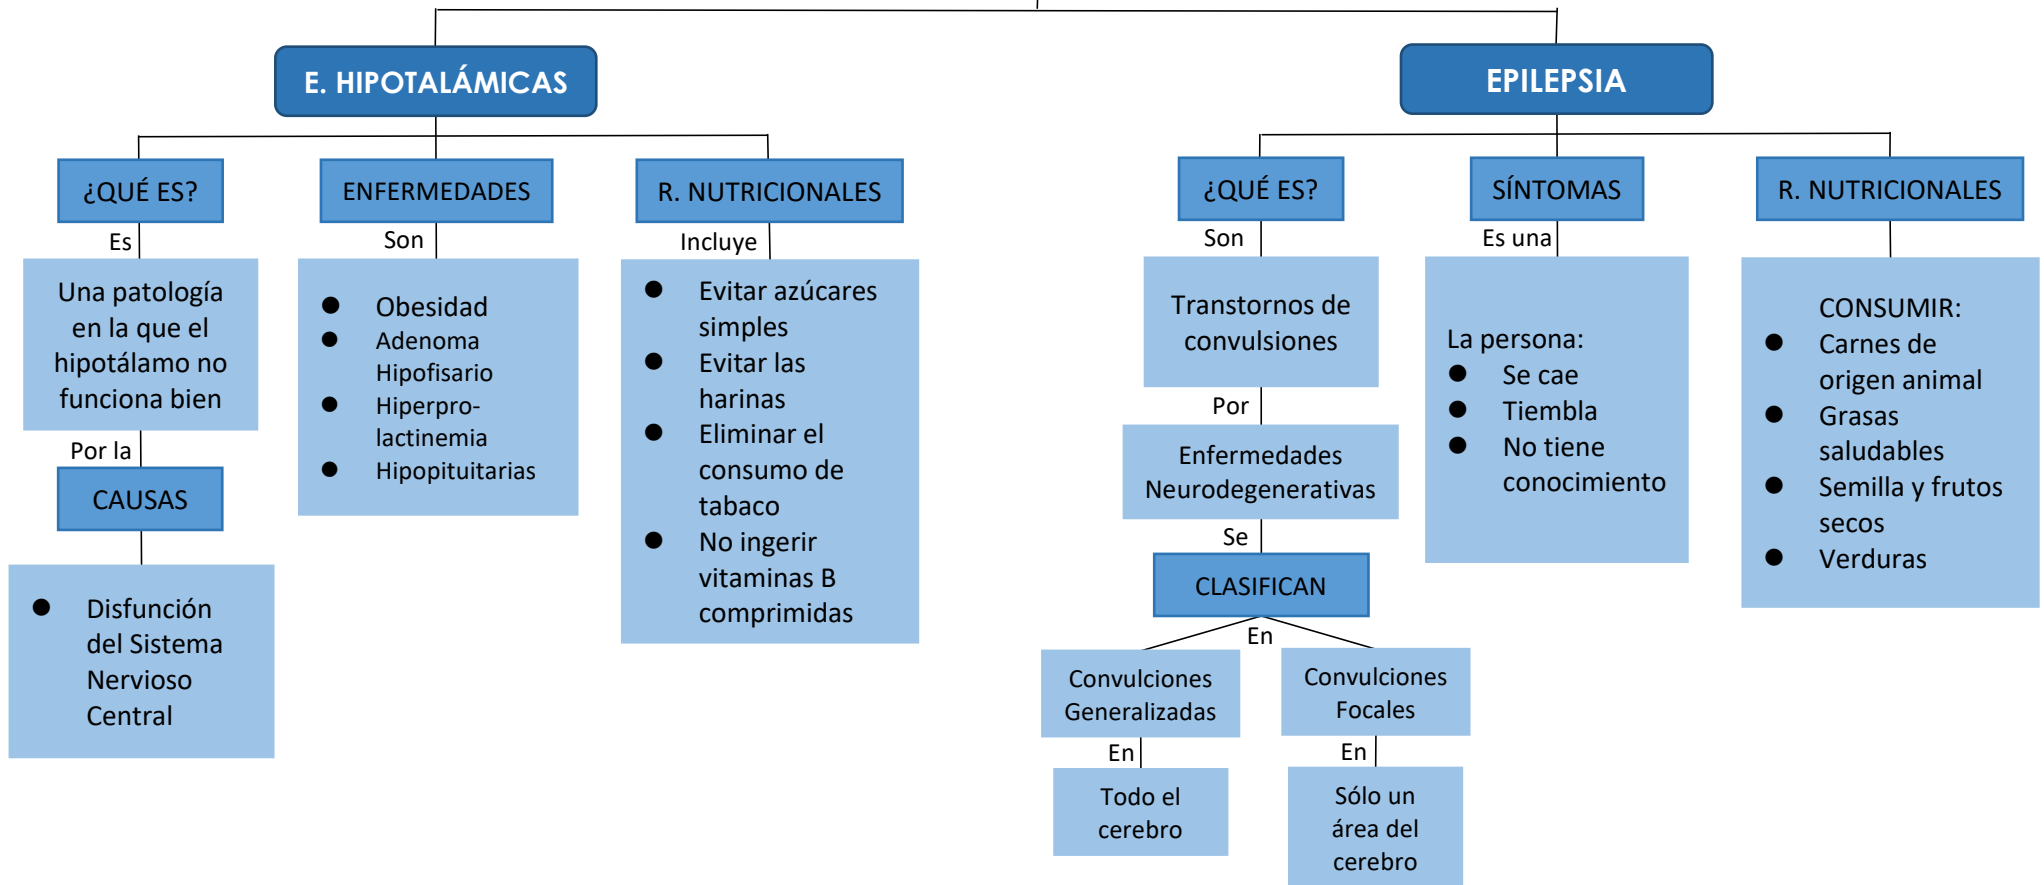 E. HIPOTALÁMICAS
¿QUÉ ES?
Es
Una patología
en la que el
hipotálamo no
funciona bien
Por la
CAUSAS
● Disfunción
del Sistema
Nervioso
Central
ENFERMEDADES
Son
● Obesidad
● Adenoma
Hipofisario
● Hiperpro-
lactinemia
● Hipopituitarias
R. NUTRICIONALES
Incluye
● Evitar azúcares
simples
● Evitar las
harinas
● Eliminar el
consumo de
tabaco
● No ingerir
vitaminas B
comprimidas
EPILEPSIA
¿QUÉ ES?
Son
Transtornos de
convulsiones
Por
Enfermedades
Neurodegenerativas
Se
CLASIFICAN
En
Convulciones
Generalizadas
En
Todo el
cerebro
Convulciones
Focales
En
Sólo un
área del
cerebro
SÍNTOMAS
Es una
La persona:
● Se cae
● Tiembla
● No tiene
conocimiento
R. NUTRICIONALES
CONSUMIR:
● Carnes de
origen animal
● Grasas
saludables
● Semilla y frutos
secos
● Verduras